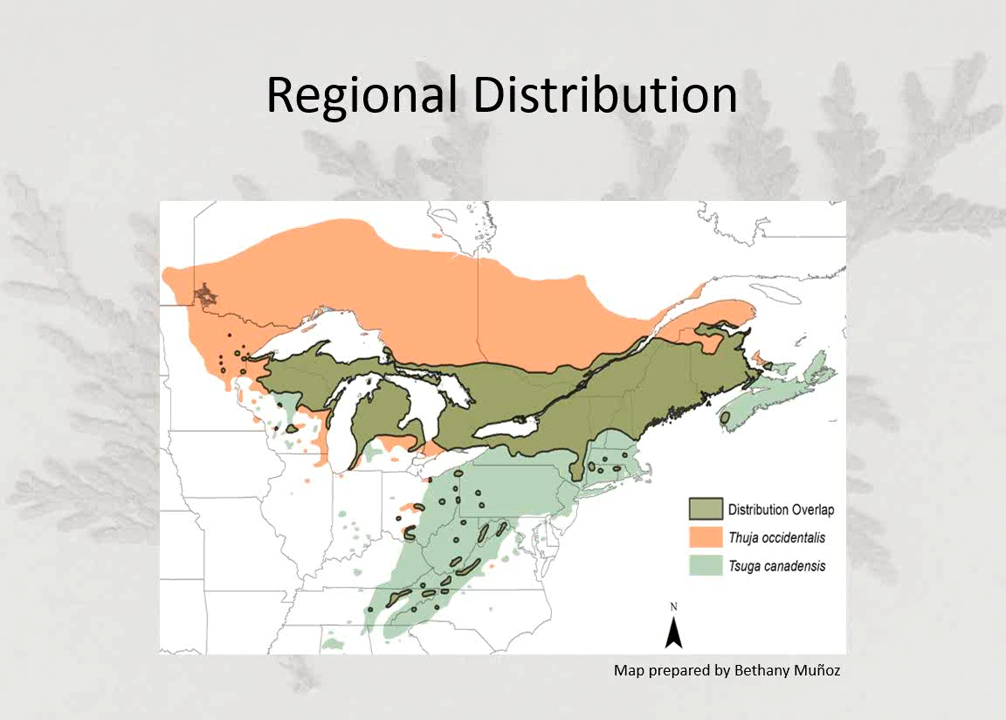 Regional Distribution
Distribution Overlap
Thuja occidentalis
Tsuga canadensis
N
Map prepared by Bethany Muñoz